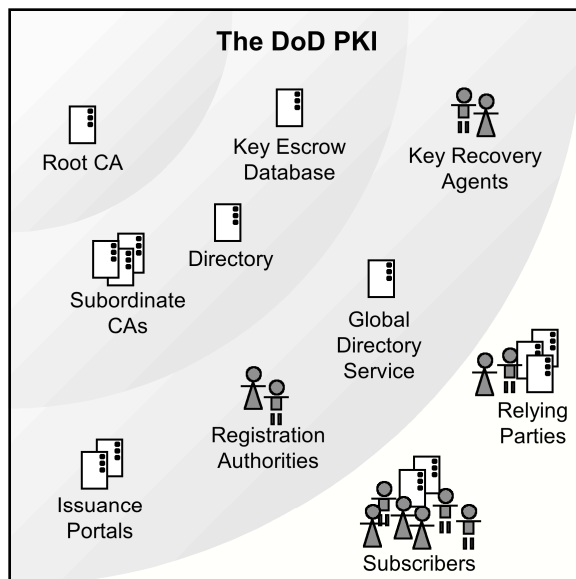 The DoD PKI
Root CA
Key Escrow
Database
Key Recovery
Agents
Directory
Subordinate
CAs
Global
Directory
Service
Relying
Parties
Registration
Authorities
Issuance
Portals
Subscribers